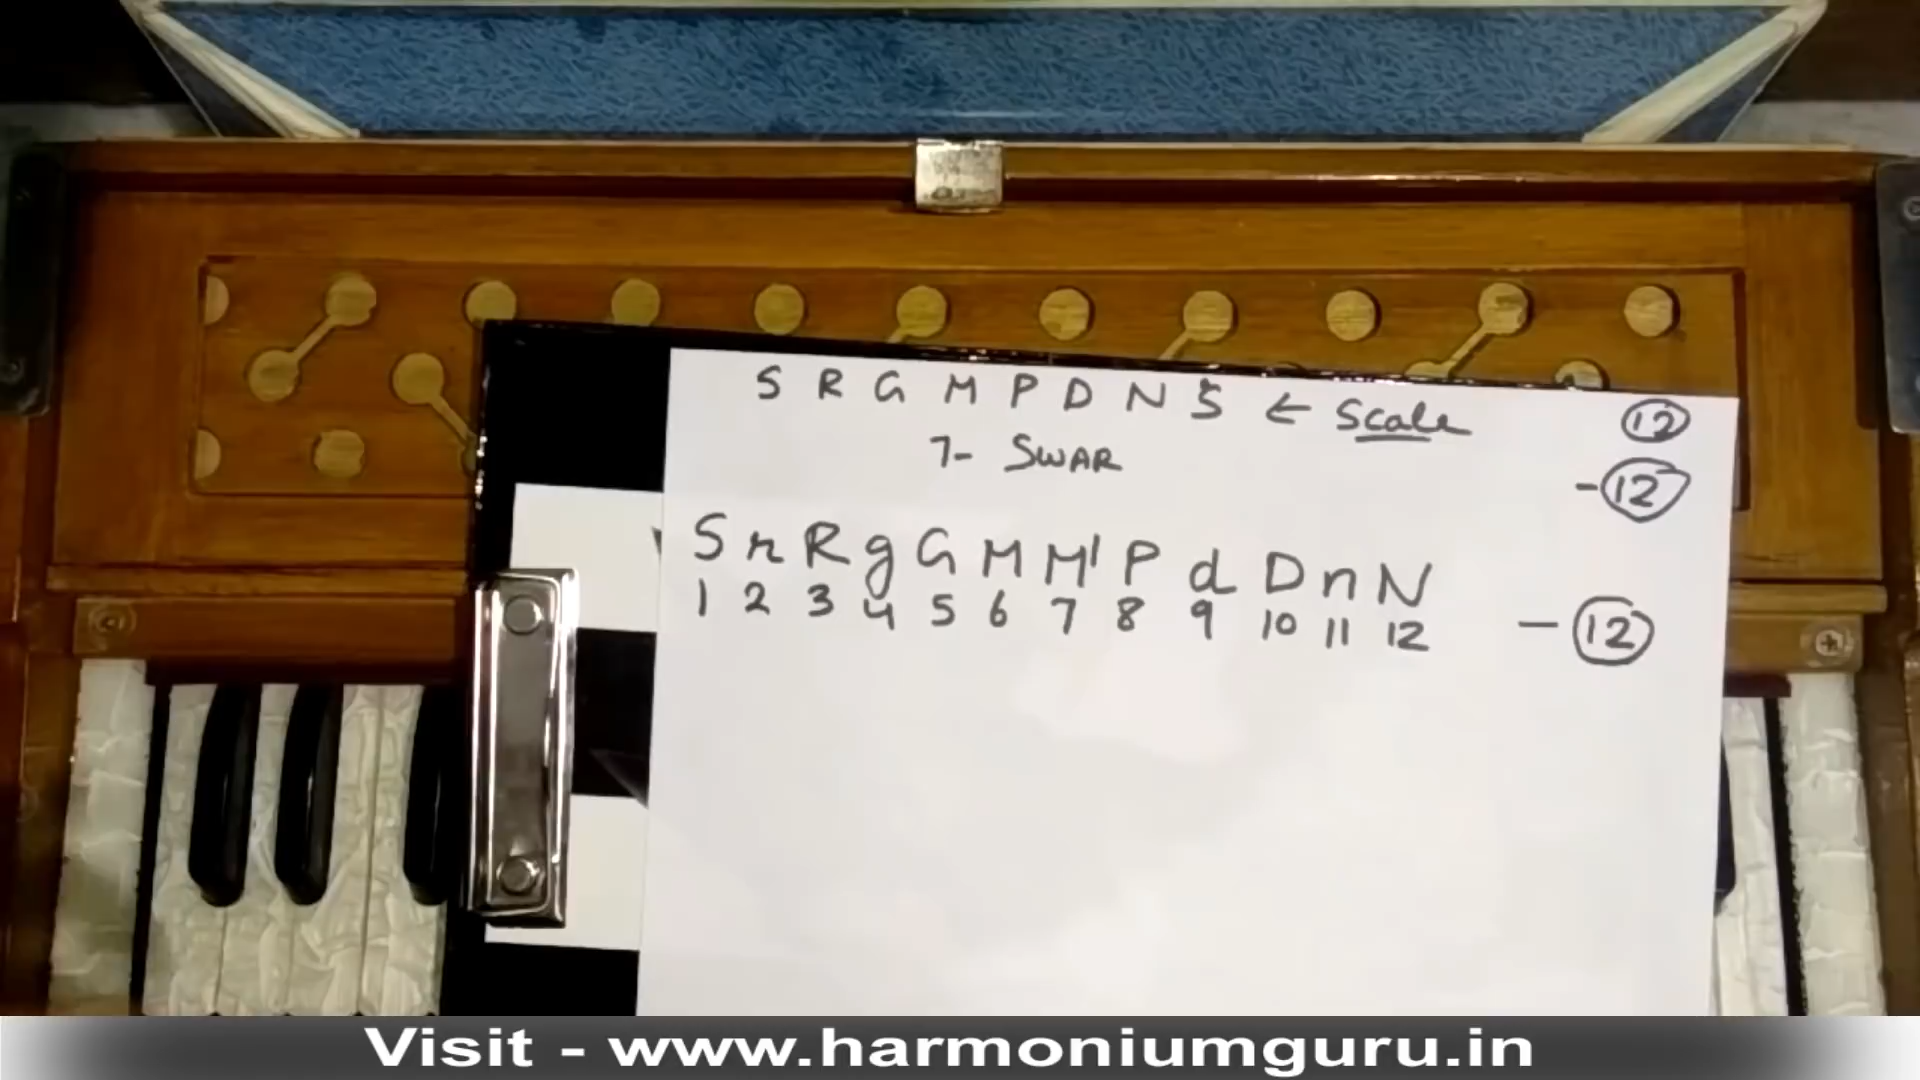 S R G M P D N Ṡ ← Scale
12
7- SWAR
-12
S r R g G M M' P d D n N
1 2 3 4 5 6 7 8 9 10 11 12 - 12
Visit - www.harmoniumguru.in